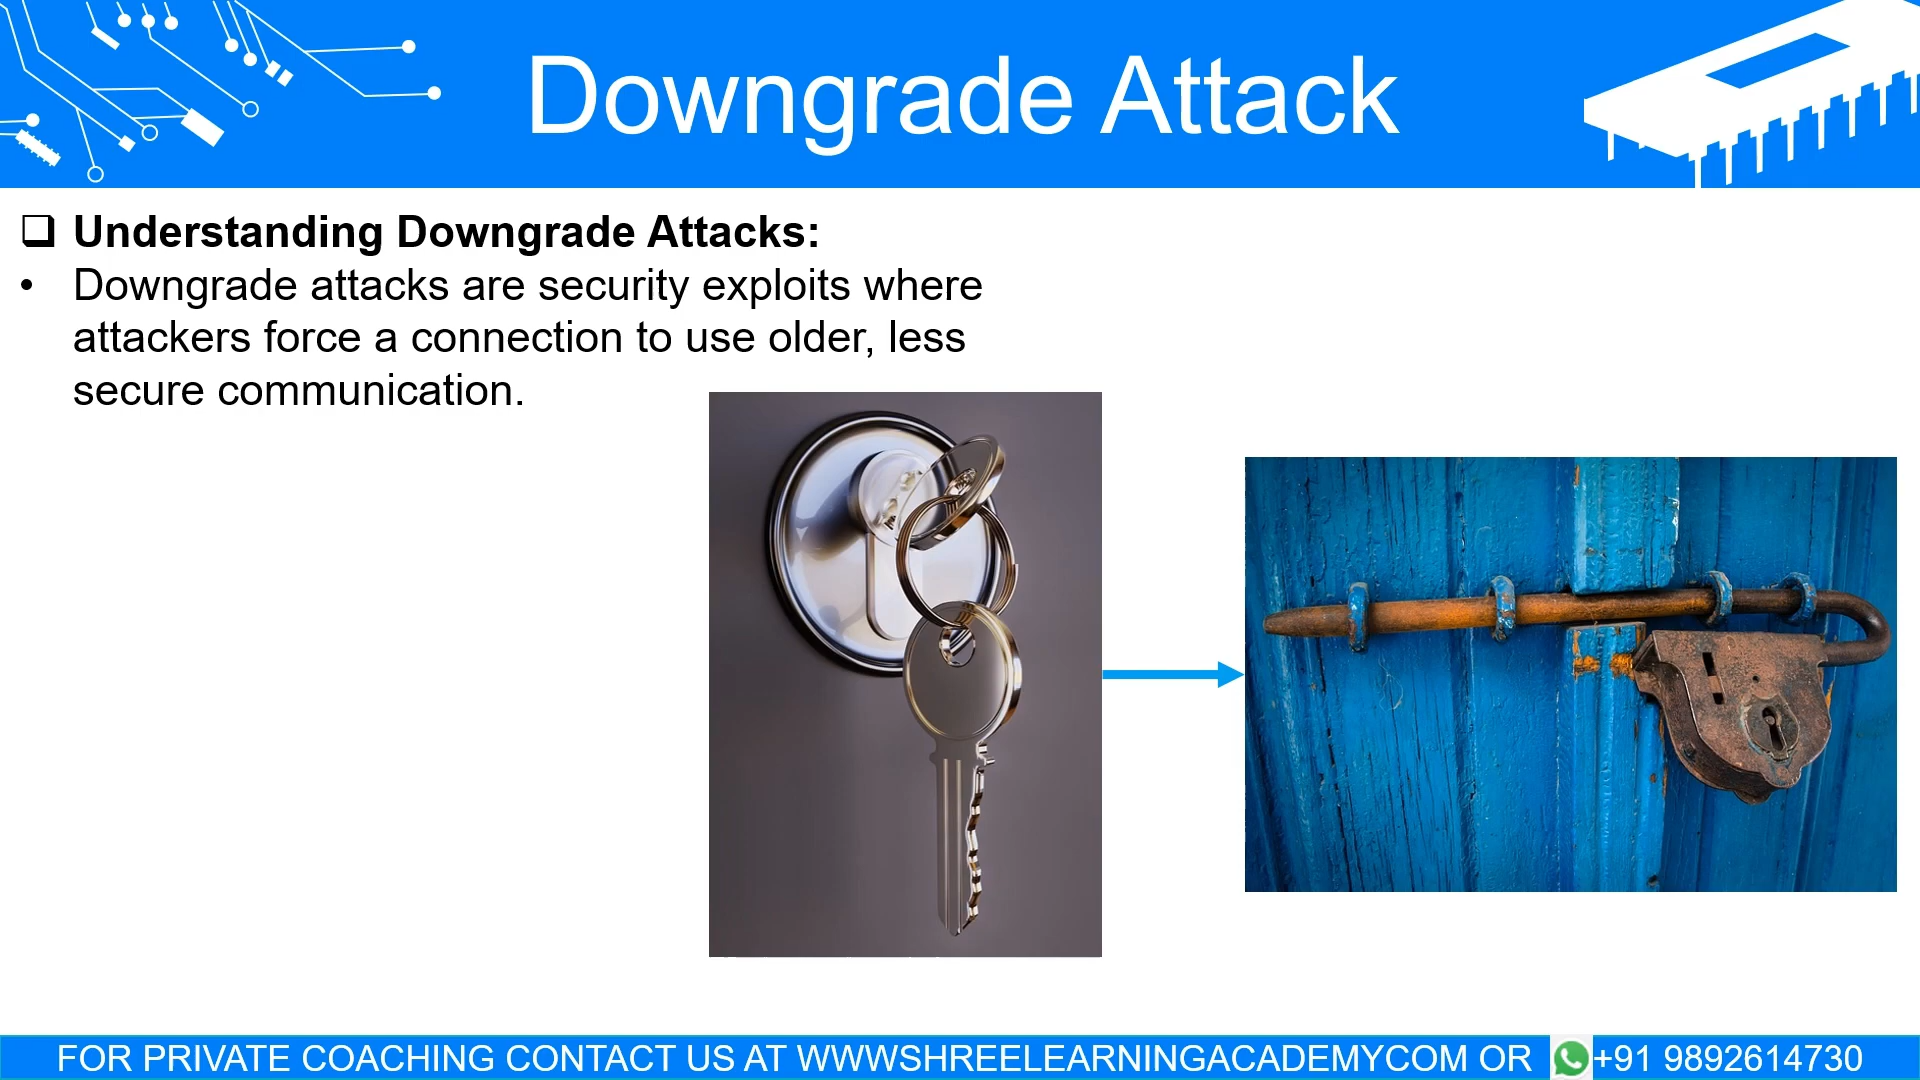 Downgrade Attack
Understanding Downgrade Attacks:
• Downgrade attacks are security exploits where
attackers force a connection to use older, less
secure communication.
FOR PRIVATE COACHING CONTACT US AT WWWSHREELEARNINGACADEMYCOM OR +91 9892614730